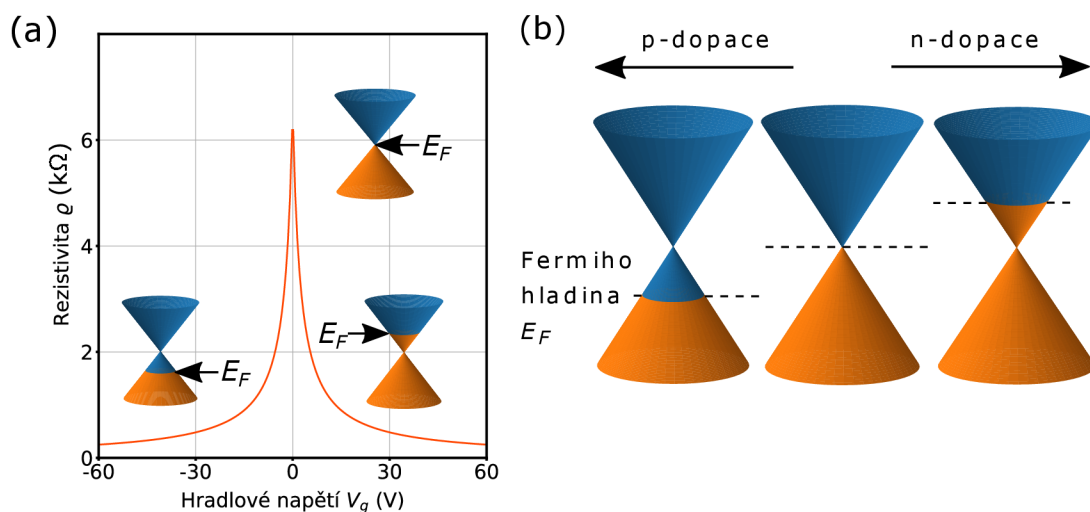 (a)
Rezistivita ϱ (kΩ)
6
4
2
0
-60
-30
0
30
60
Hradlové napětí V_g (V)
E_F
E_F
E_F
(b)
p-dopace
n-dopace
Fermiho
hladina
E_F